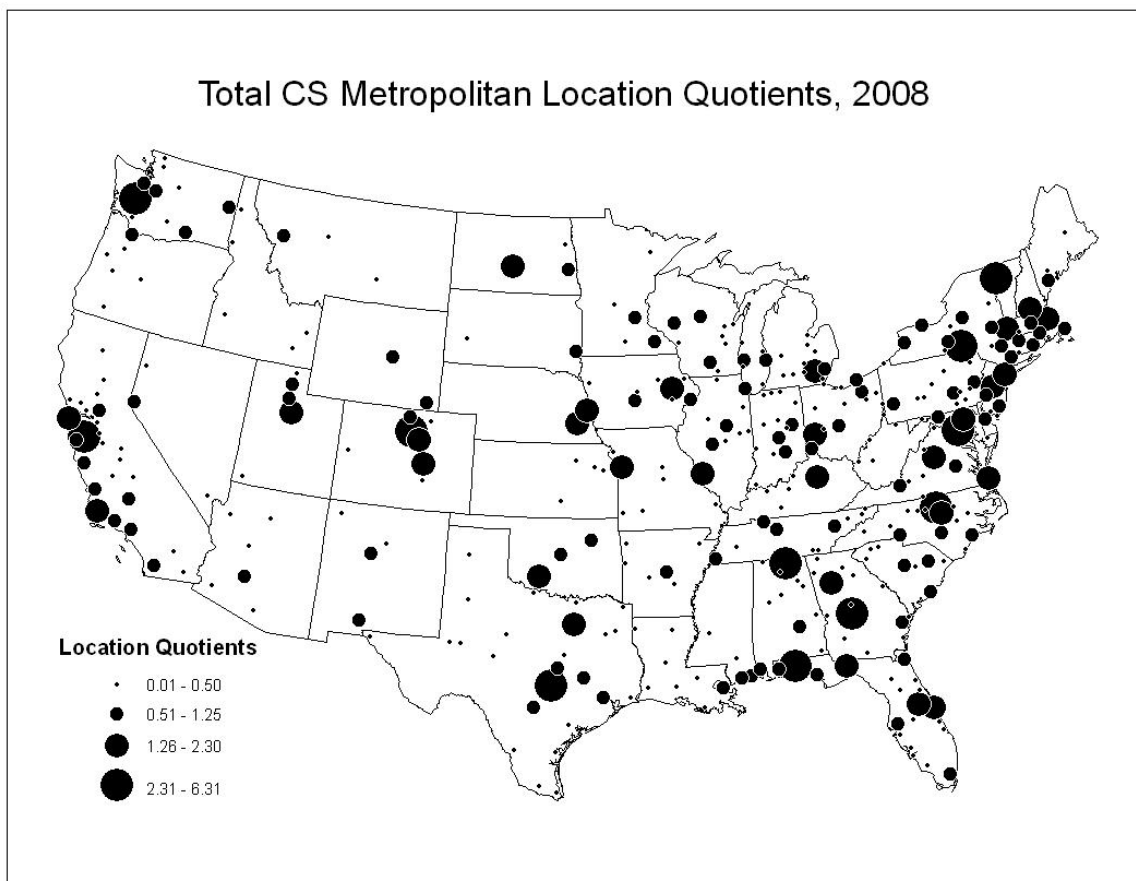 Total CS Metropolitan Location Quotients, 2008
Location Quotients
0.01 - 0.50
0.51 - 1.25
1.26 - 2.30
2.31 - 6.31